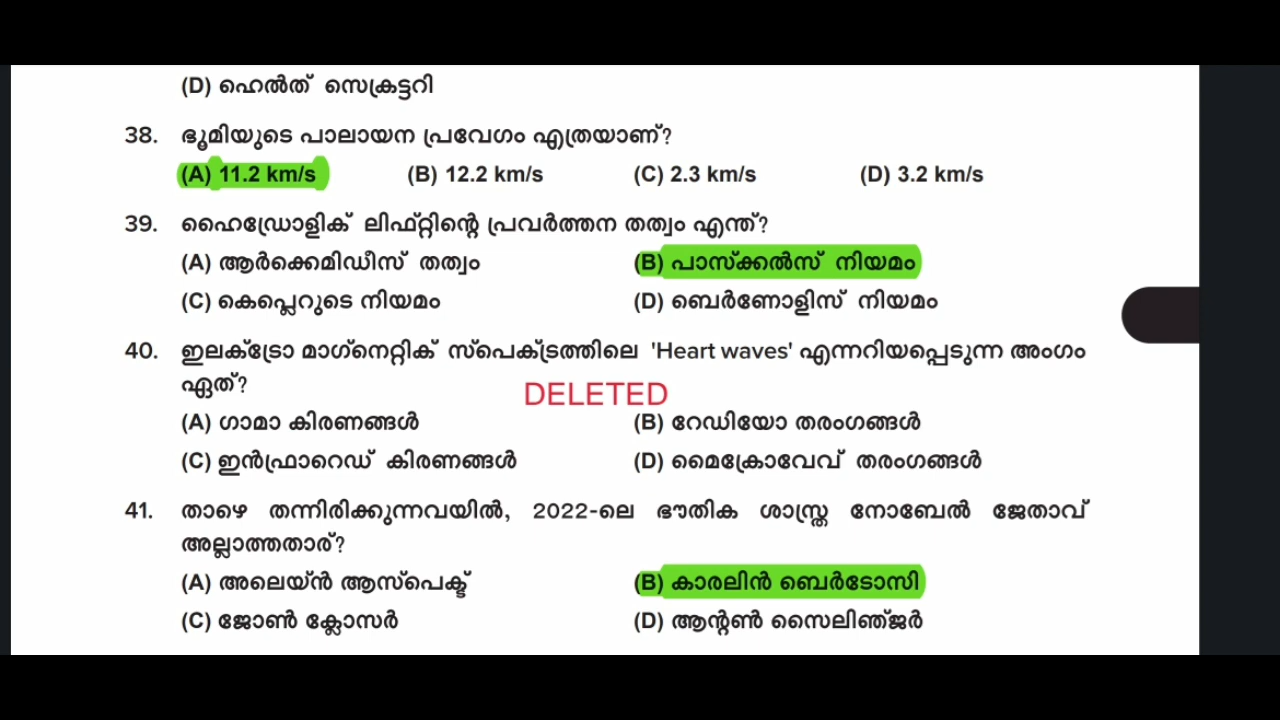 (D) ഹെൽത് സെക്രട്ടറി
38. ഭൂമിയുടെ പാലായന പ്രവേഗം എത്രയാണ്?
(A) 11.2 km/s (B) 12.2 km/s (C) 2.3 km/s (D) 3.2 km/s
39. ഹൈഡ്രോളിക് ലിഫ്റ്റിന്റെ പ്രവർത്തന തത്വം എന്ത്?
(A) ആർക്കെമിഡീസ് തത്വം (B) പാസ്ക്കൽസ് നിയമം
(C) കെപ്ലെറുടെ നിയമം (D) ബെർണോളിസ് നിയമം
40. ഇലക്ട്രോ മാഗ്നെറ്റിക് സ്പെക്ട്രത്തിലെ 'Heart waves' എന്നറിയപ്പെടുന്ന അംഗം
ഏത്?
DELETED
(A) ഗാമാ കിരണങ്ങൾ (B) റേഡിയോ തരംഗങ്ങൾ
(C) ഇൻഫ്രാറെഡ് കിരണങ്ങൾ (D) മൈക്രോവേവ് തരംഗങ്ങൾ
41. താഴെ തന്നിരിക്കുന്നവയിൽ, 2022-ലെ ഭൗതിക ശാസ്ത്ര നോബേൽ ജേതാവ്
അല്ലാത്തതാര്?
(A) അലെയ്ൻ ആസ്പെക്ട് (B) കാരലിൻ ബെർടോസി
(C) ജോൺ ക്ലോസർ (D) ആന്റൺ സൈലിഞ്ജർ